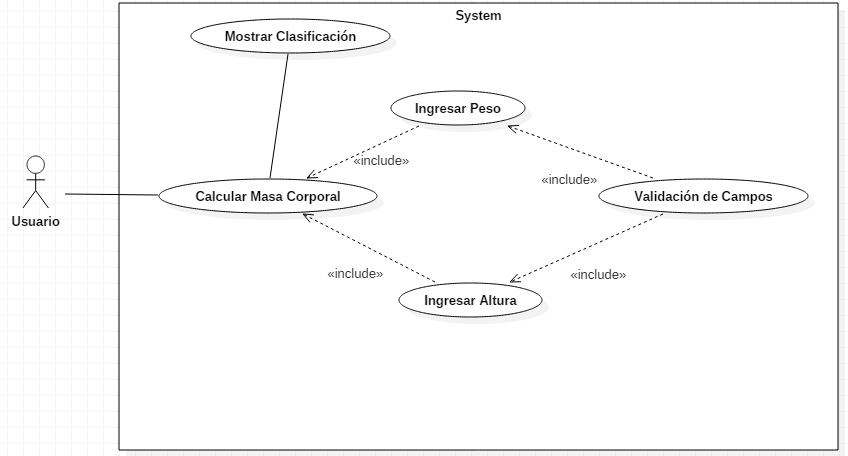 System
Mostrar Clasificación
Ingresar Peso
«include»
«include»
Usuario
Calcular Masa Corporal
Validación de Campos
«include»
«include»
Ingresar Altura